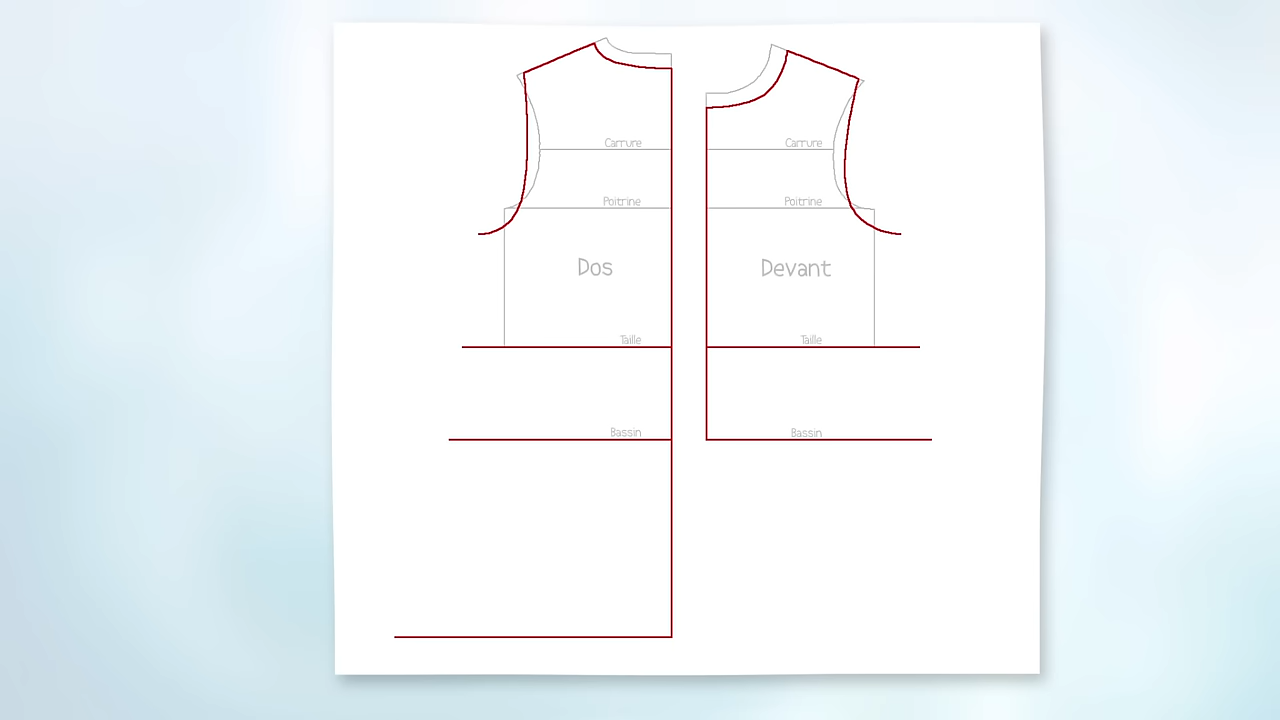 Carrure
Poitrine
Dos
Taille
Bassin
Carrure
Poitrine
Devant
Taille
Bassin